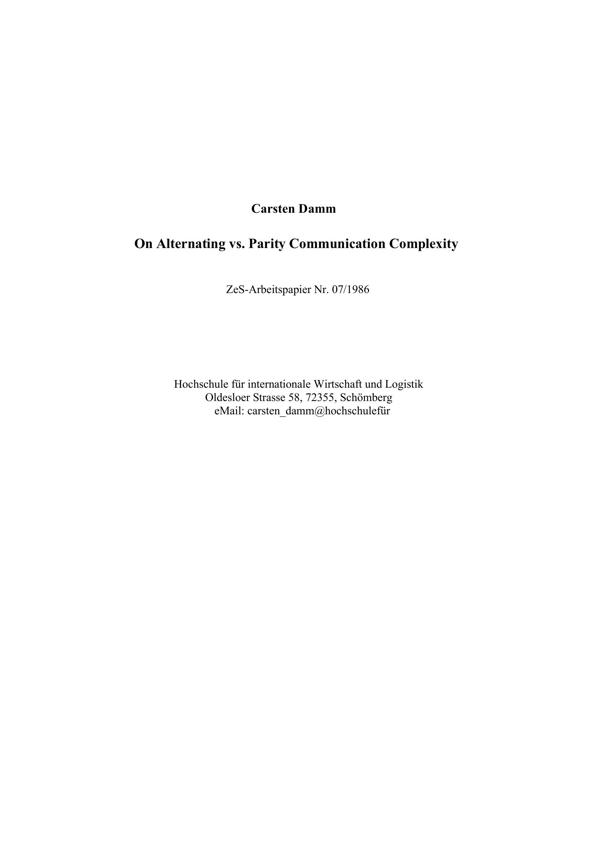 Carsten Damm
On Alternating vs. Parity Communication Complexity
ZeS-Arbeitspapier Nr. 07/1986
Hochschule für internationale Wirtschaft und Logistik
Oldesloer Strasse 58, 72355, Schömberg
eMail: carsten_damm@hochschulefür